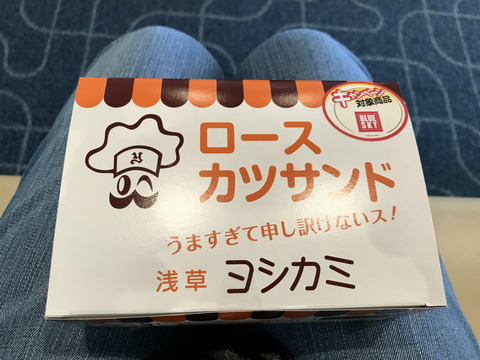 キャンペーン
対象商品
BLUE
SKY
ロース
カツサンド
うますぎて申し訳けないス!
浅草 ヨシカミ